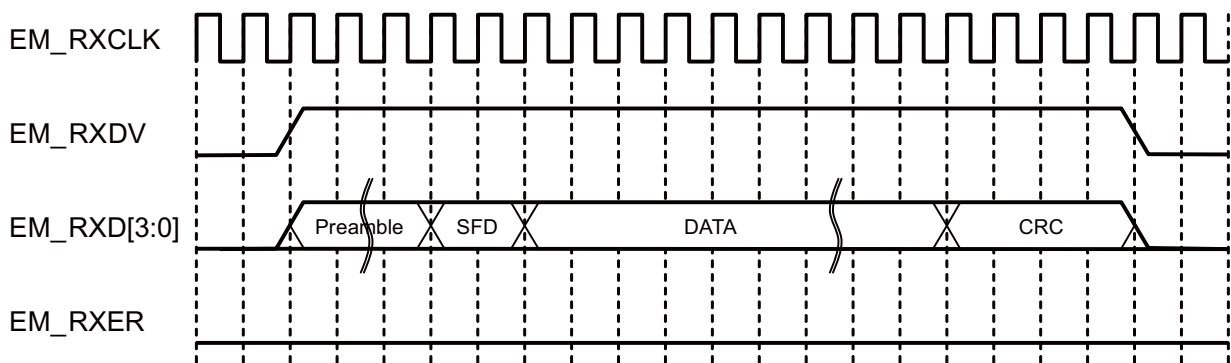 EM_RXCLK
EM_RXDV
EM_RXD[3:0]
Preamble SFD DATA CRC
EM_RXER